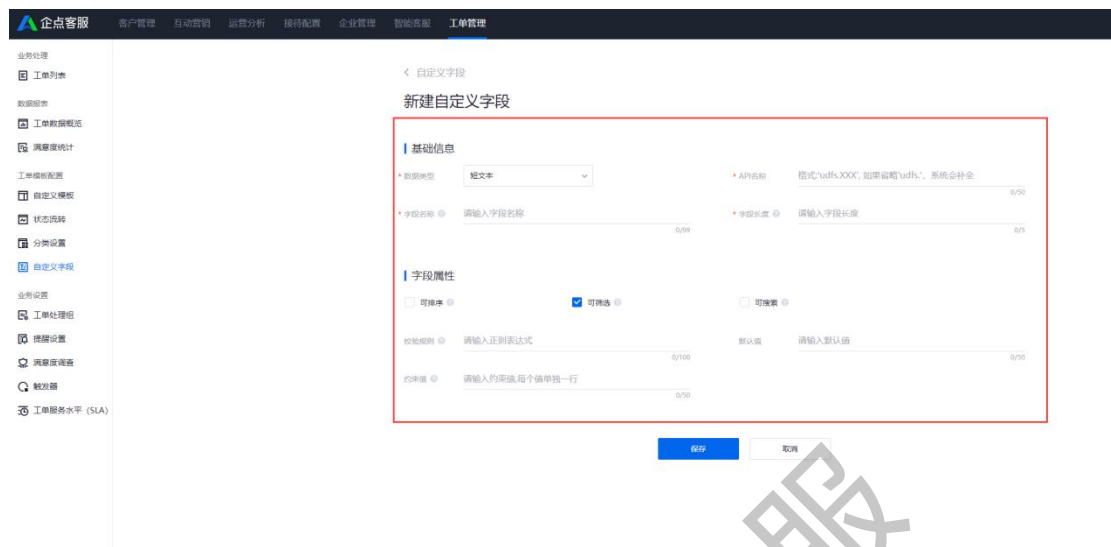 企点客服 客户管理 互动营销 运营分析 接待配置 企业管理 智能客服 工单管理
业务处理
工单列表
数据报表
工单数据概览
满意度统计
工单模板配置
自定义模板
状态流转
分类设置
自定义字段
业务设置
工单处理组
提醒设置
满意度调查
触发器
工单服务水平 (SLA)
< 自定义字段
新建自定义字段
基础信息
* 数据类型 短文本 * API名称 格式:'udfs.XXX', 如果省略'udfs.'，系统会补全
0/50
* 字段名称 请输入字段名称 * 字段长度 请输入字段长度
0/99 0/5
字段属性
可排序 可筛选 可搜索
校验规则 请输入正则表达式 默认值 请输入默认值
0/100 0/50
约束值 请输入约束值,每个值单独一行
0/50
保存 取消
服